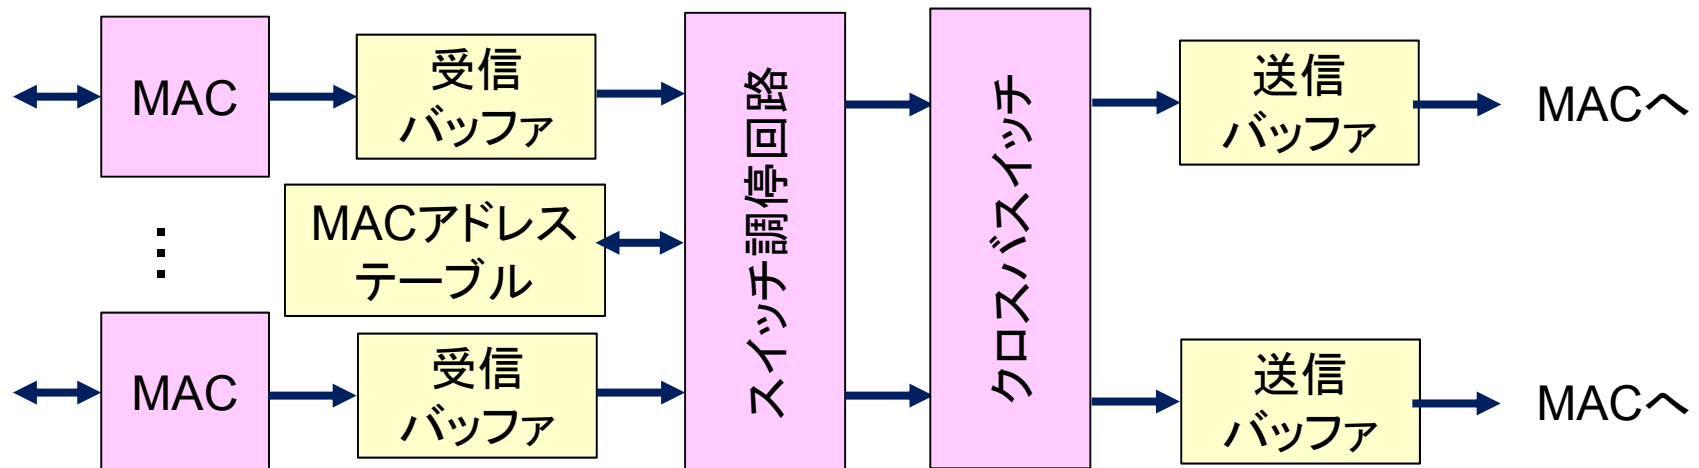 MAC
受信
バッファ
MACアドレス
テーブル
MAC
受信
バッファ
スイッチ調停回路
クロスバスイッチ
送信
バッファ
MACへ
送信
バッファ
MACへ